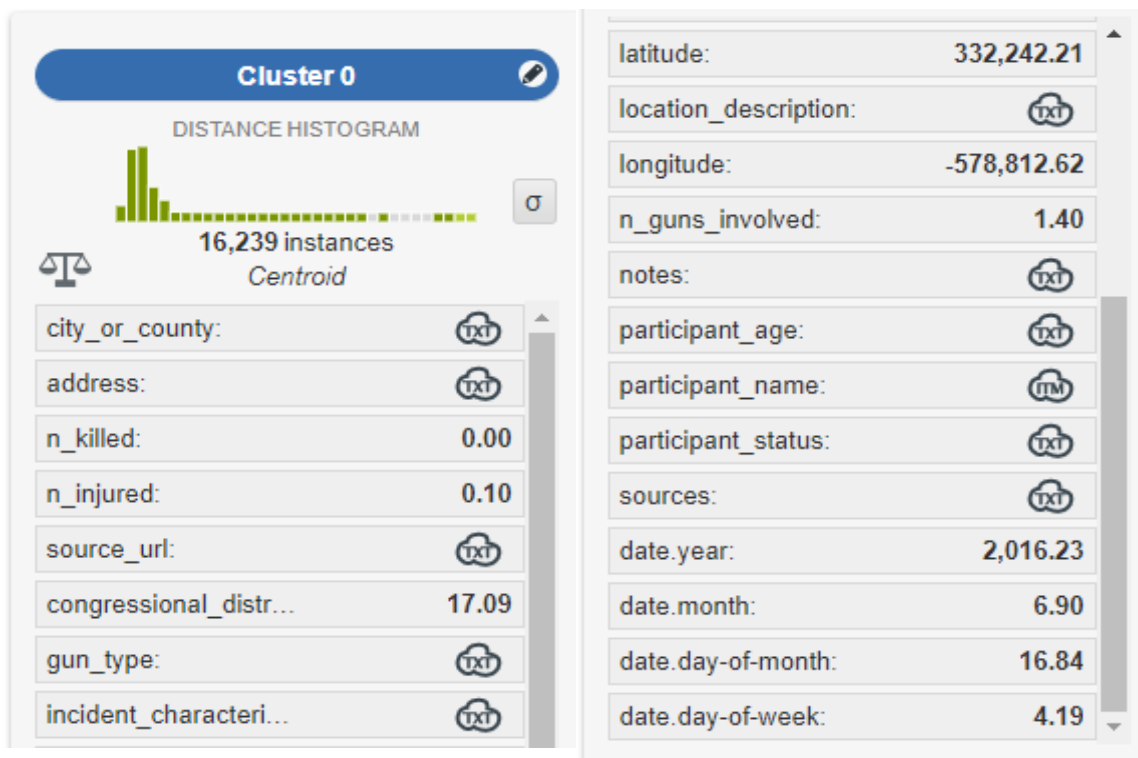 Cluster 0
DISTANCE HISTOGRAM
σ
16,239 instances
Centroid
city_or_county: TXT
address: TXT
n_killed: 0.00
n_injured: 0.10
source_url: TXT
congressional_distr... 17.09
gun_type: TXT
incident_characteri... TXT
latitude: 332,242.21
location_description: TXT
longitude: -578,812.62
n_guns_involved: 1.40
notes: TXT
participant_age: TXT
participant_name: ITM
participant_status: TXT
sources: TXT
date.year: 2,016.23
date.month: 6.90
date.day-of-month: 16.84
date.day-of-week: 4.19